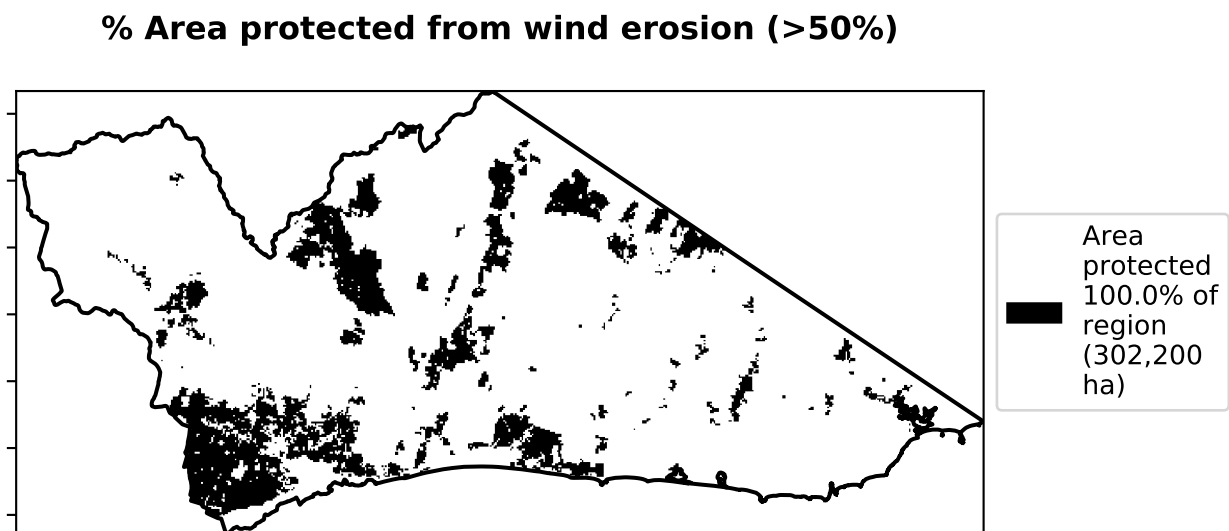 % Area protected from wind erosion (>50%)
Area
protected
100.0% of
region
(302,200
ha)